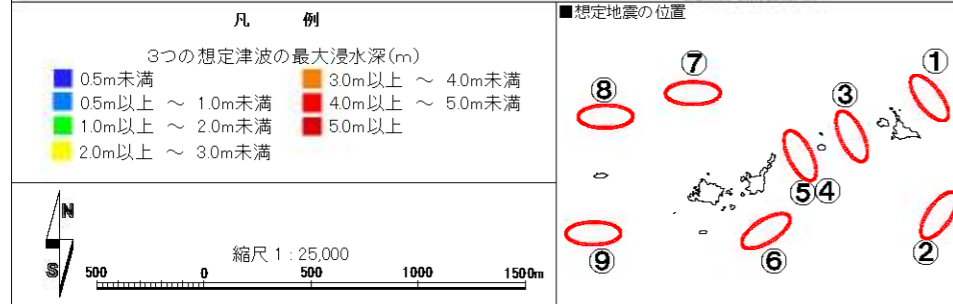 凡 例
3つの想定津波の最大浸水深(m)
0.5m未満
0.5m以上 ~ 1.0m未満
1.0m以上 ~ 2.0m未満
2.0m以上 ~ 3.0m未満
3.0m以上 ~ 4.0m未満
4.0m以上 ~ 5.0m未満
5.0m以上
N
S
縮尺 1:25,000
500 0 500 1000 1500m
■想定地震の位置
①
⑦
⑧
③
⑤④
②
⑨
⑥